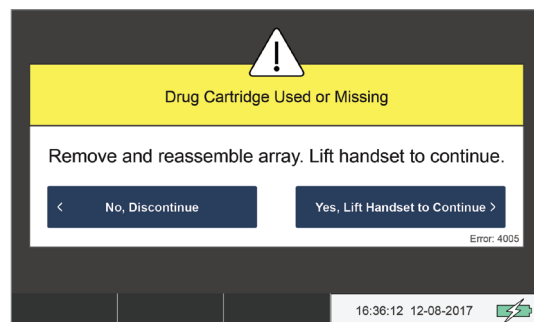 !
Drug Cartridge Used or Missing
Remove and reassemble array. Lift handset to continue.
< No, Discontinue
Yes, Lift Handset to Continue >
Error: 4005
16:36:12 12-08-2017